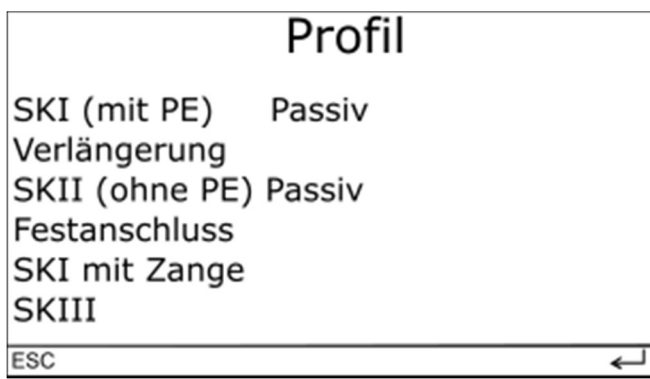 Profil
SKI (mit PE) Passiv
Verlängerung
SKII (ohne PE) Passiv
Festanschluss
SKI mit Zange
SKIII
ESC